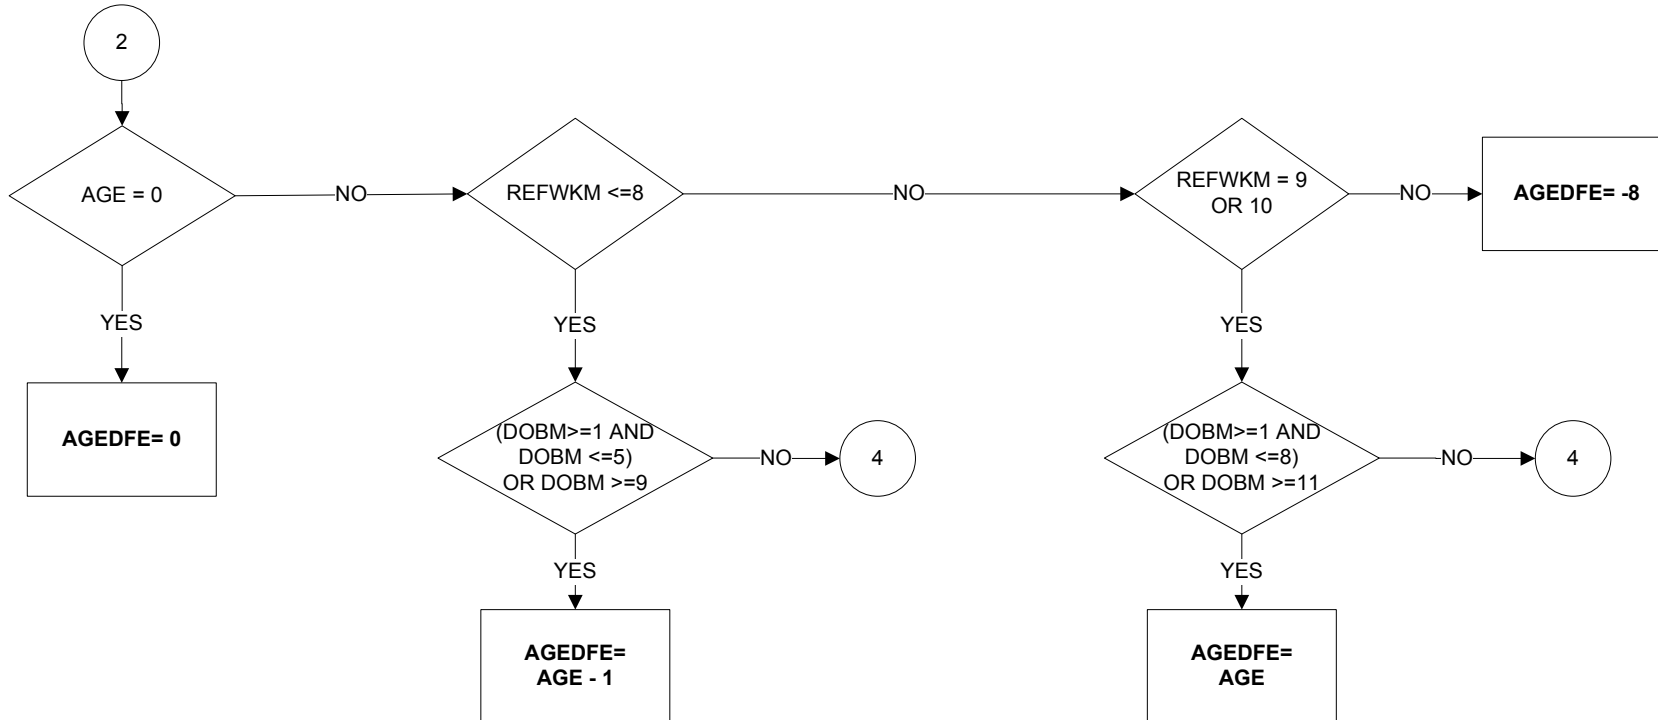 2
AGE = 0
NO
REFWKM <=8
NO
REFWKM = 9
OR 10
NO
AGEDFE= -8
YES
YES
YES
AGEDFE= 0
(DOBM>=1 AND
DOBM <=5)
OR DOBM >=9
NO
4
(DOBM>=1 AND
DOBM <=8)
OR DOBM >=11
NO
4
YES
YES
AGEDFE=
AGE - 1
AGEDFE=
AGE